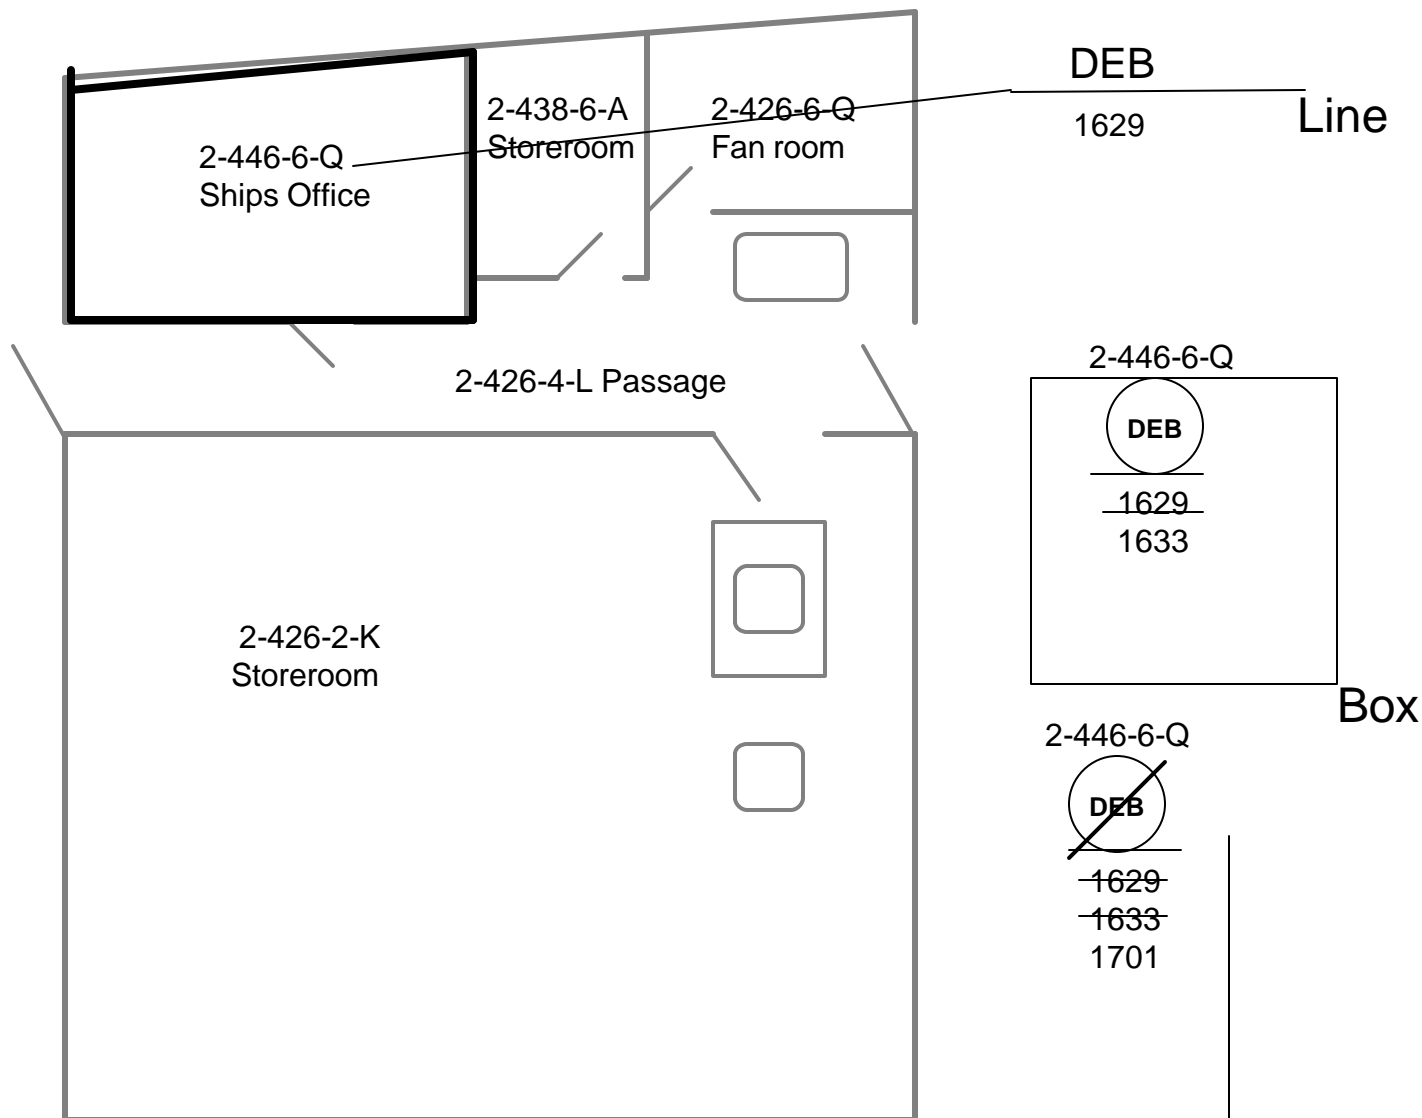 DEB
1629
Line
2-438-6-A
Storeroom
2-426-6-Q
Fan room
2-446-6-Q
Ships Office
2-426-4-L Passage
2-446-6-Q
DEB
1629
1633
Box
2-426-2-K
Storeroom
2-446-6-Q
DEB
1629
1633
1701